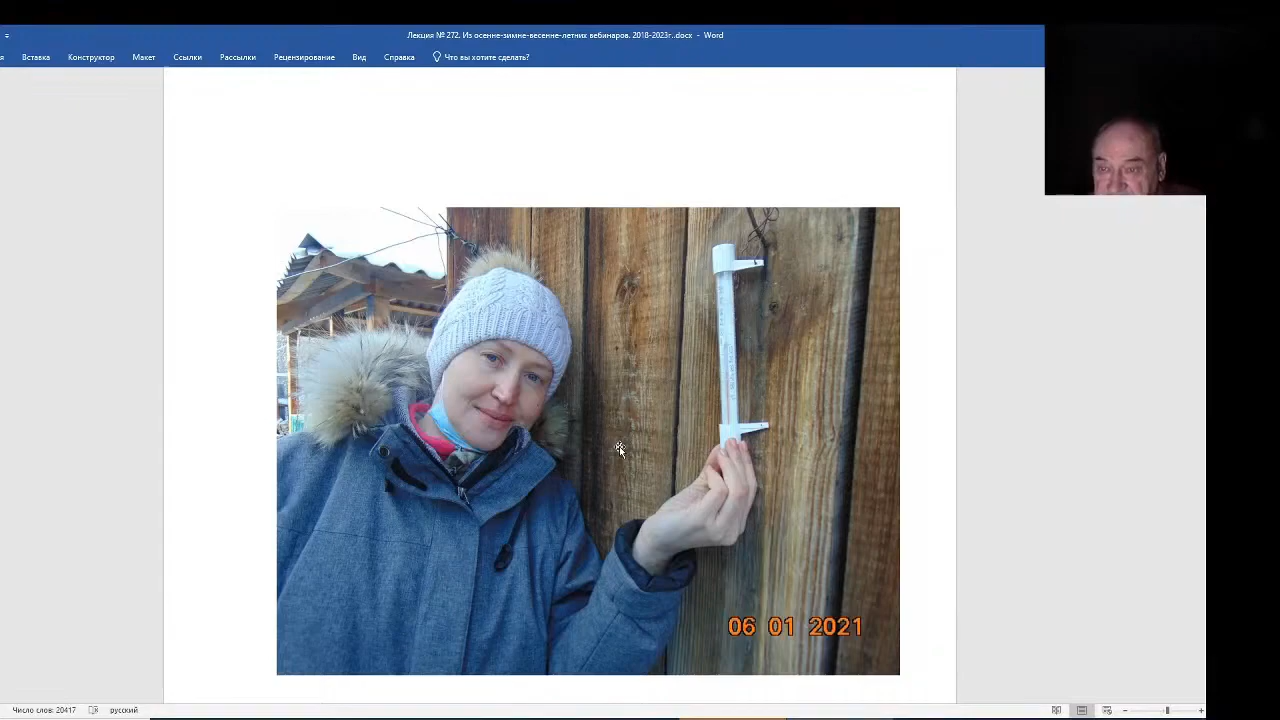 Лекция № 272. Из осенне-зимне-весенне-летних вебинаров. 2018-2023г..docx - Word
я Вставка Конструктор Макет Ссылки Рассылки Рецензирование Вид Справка Что вы хотите сделать?
06 01 2021
Число слов: 20417 русский